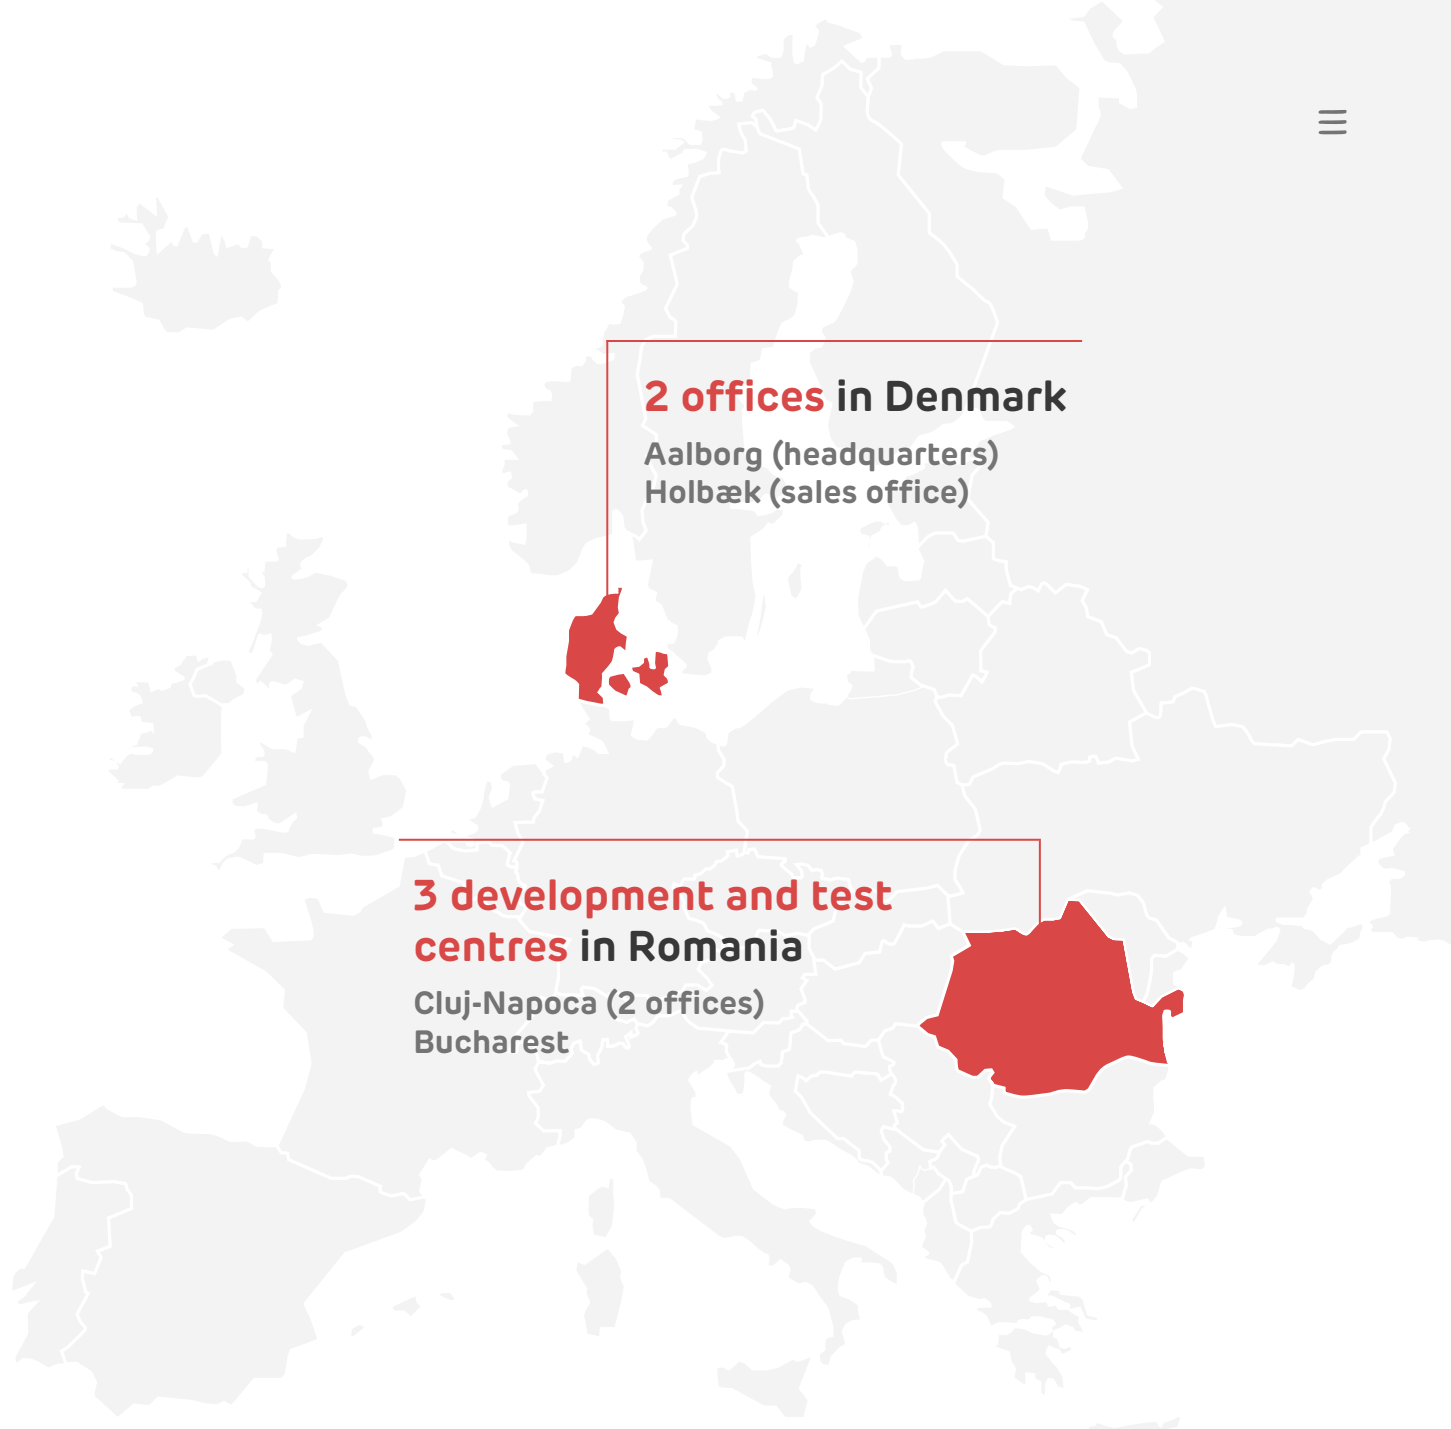 2 offices in Denmark
Aalborg (headquarters)
Holbæk (sales office)
3 development and test
centres in Romania
Cluj-Napoca (2 offices)
Bucharest